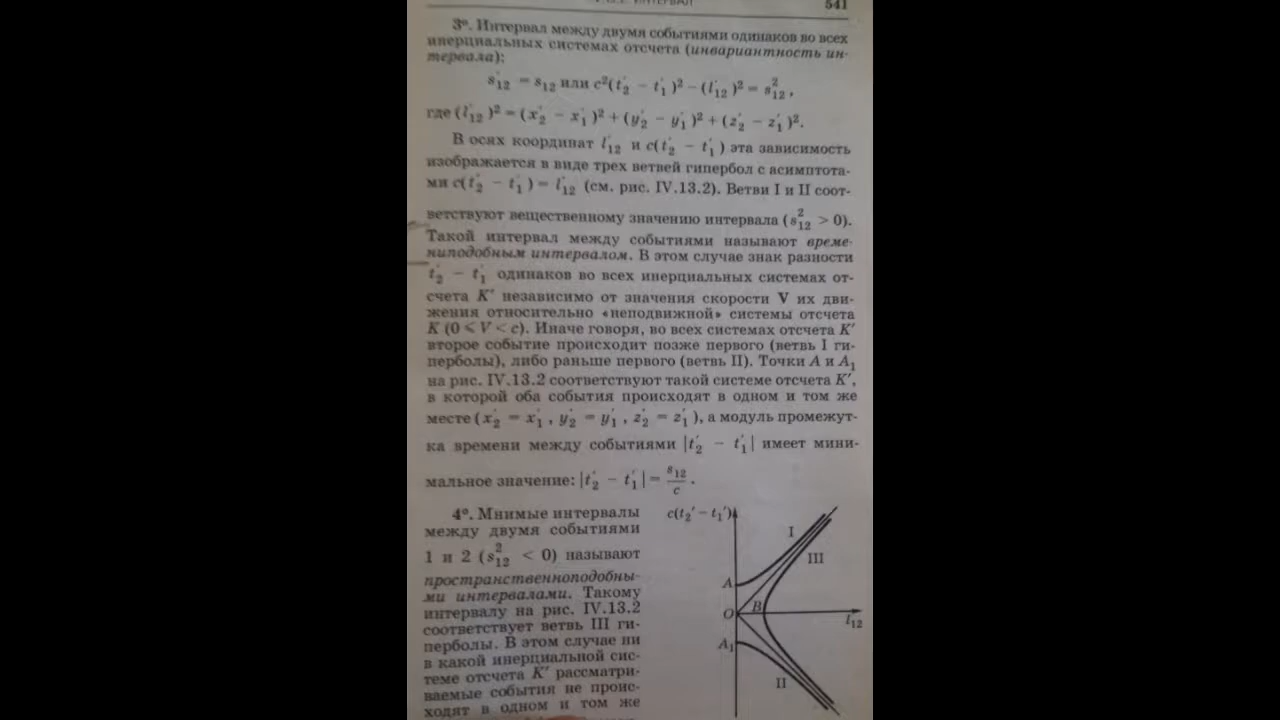 ИНТЕРВАЛ
541
3°. Интервал между двумя событиями одинаков во всех
инерциальных системах отсчета (инвариантность ин-
тервала):
s′₁₂ = s₁₂ или c²(t′₂ − t′₁)² − (l′₁₂)² = s²₁₂,
где (l′₁₂)² = (x′₂ − x′₁)² + (y′₂ − y′₁)² + (z′₂ − z′₁)².
В осях координат l′₁₂ и c(t′₂ − t′₁) эта зависимость
изображается в виде трех ветвей гипербол с асимптота-
ми c(t′₂ − t′₁) = l′₁₂ (см. рис. IV.13.2). Ветви I и II соот-
ветствуют вещественному значению интервала (s²₁₂ > 0).
Такой интервал между событиями называют време-
ниподобным интервалом. В этом случае знак разности
t′₂ − t′₁ одинаков во всех инерциальных системах от-
счета K′ независимо от значения скорости V их дви-
жения относительно «неподвижной» системы отсчета
K (0 ⩽ V < c). Иначе говоря, во всех системах отсчета K′
второе событие происходит позже первого (ветвь I ги-
перболы), либо раньше первого (ветвь II). Точки A и A₁
на рис. IV.13.2 соответствуют такой системе отсчета K′,
в которой оба события происходят в одном и том же
месте (x′₂ = x′₁, y′₂ = y′₁, z′₂ = z′₁), а модуль промежут-
ка времени между событиями |t′₂ − t′₁| имеет мини-
мальное значение: |t′₂ − t′₁| = s₁₂/c.
4°. Мнимые интервалы
между двумя событиями
1 и 2 (s²₁₂ < 0) называют
пространственноподобны-
ми интервалами. Такому
интервалу на рис. IV.13.2
соответствует ветвь III ги-
перболы. В этом случае ни
в какой инерциальной сис-
теме отсчета K′ рассматри-
ваемые события не проис-
ходят в одном и том же
c(t₂′ − t₁′)
I
III
A
O
B
l₁₂
A₁
II